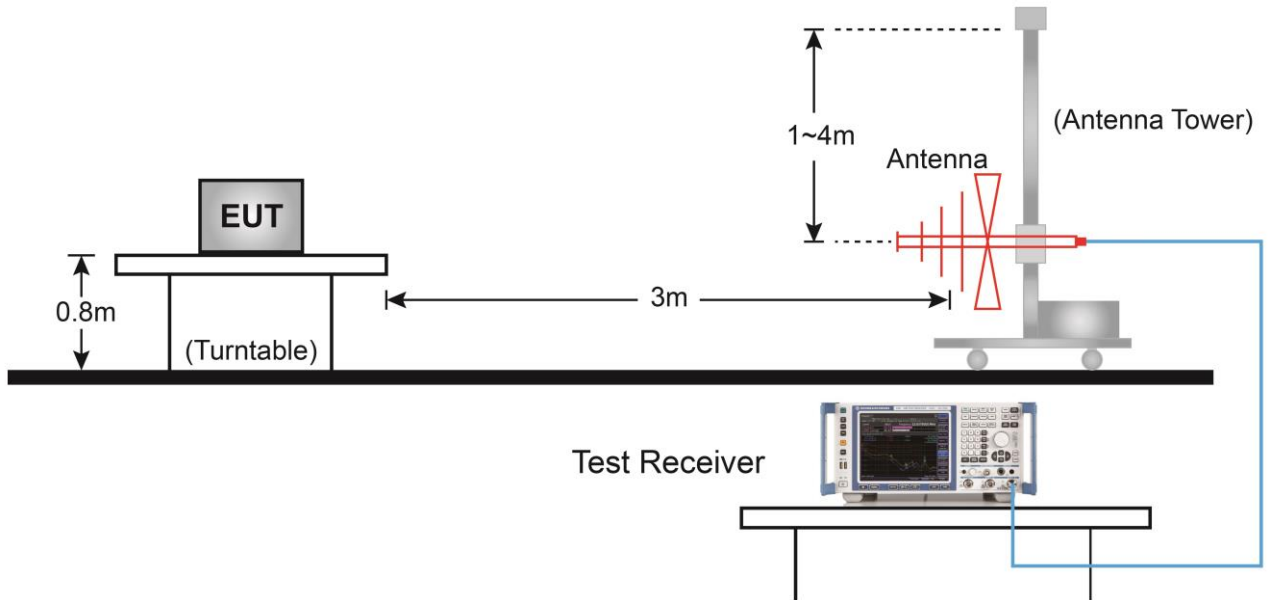 1~4m
(Antenna Tower)
Antenna
EUT
0.8m
3m
(Turntable)
Test Receiver